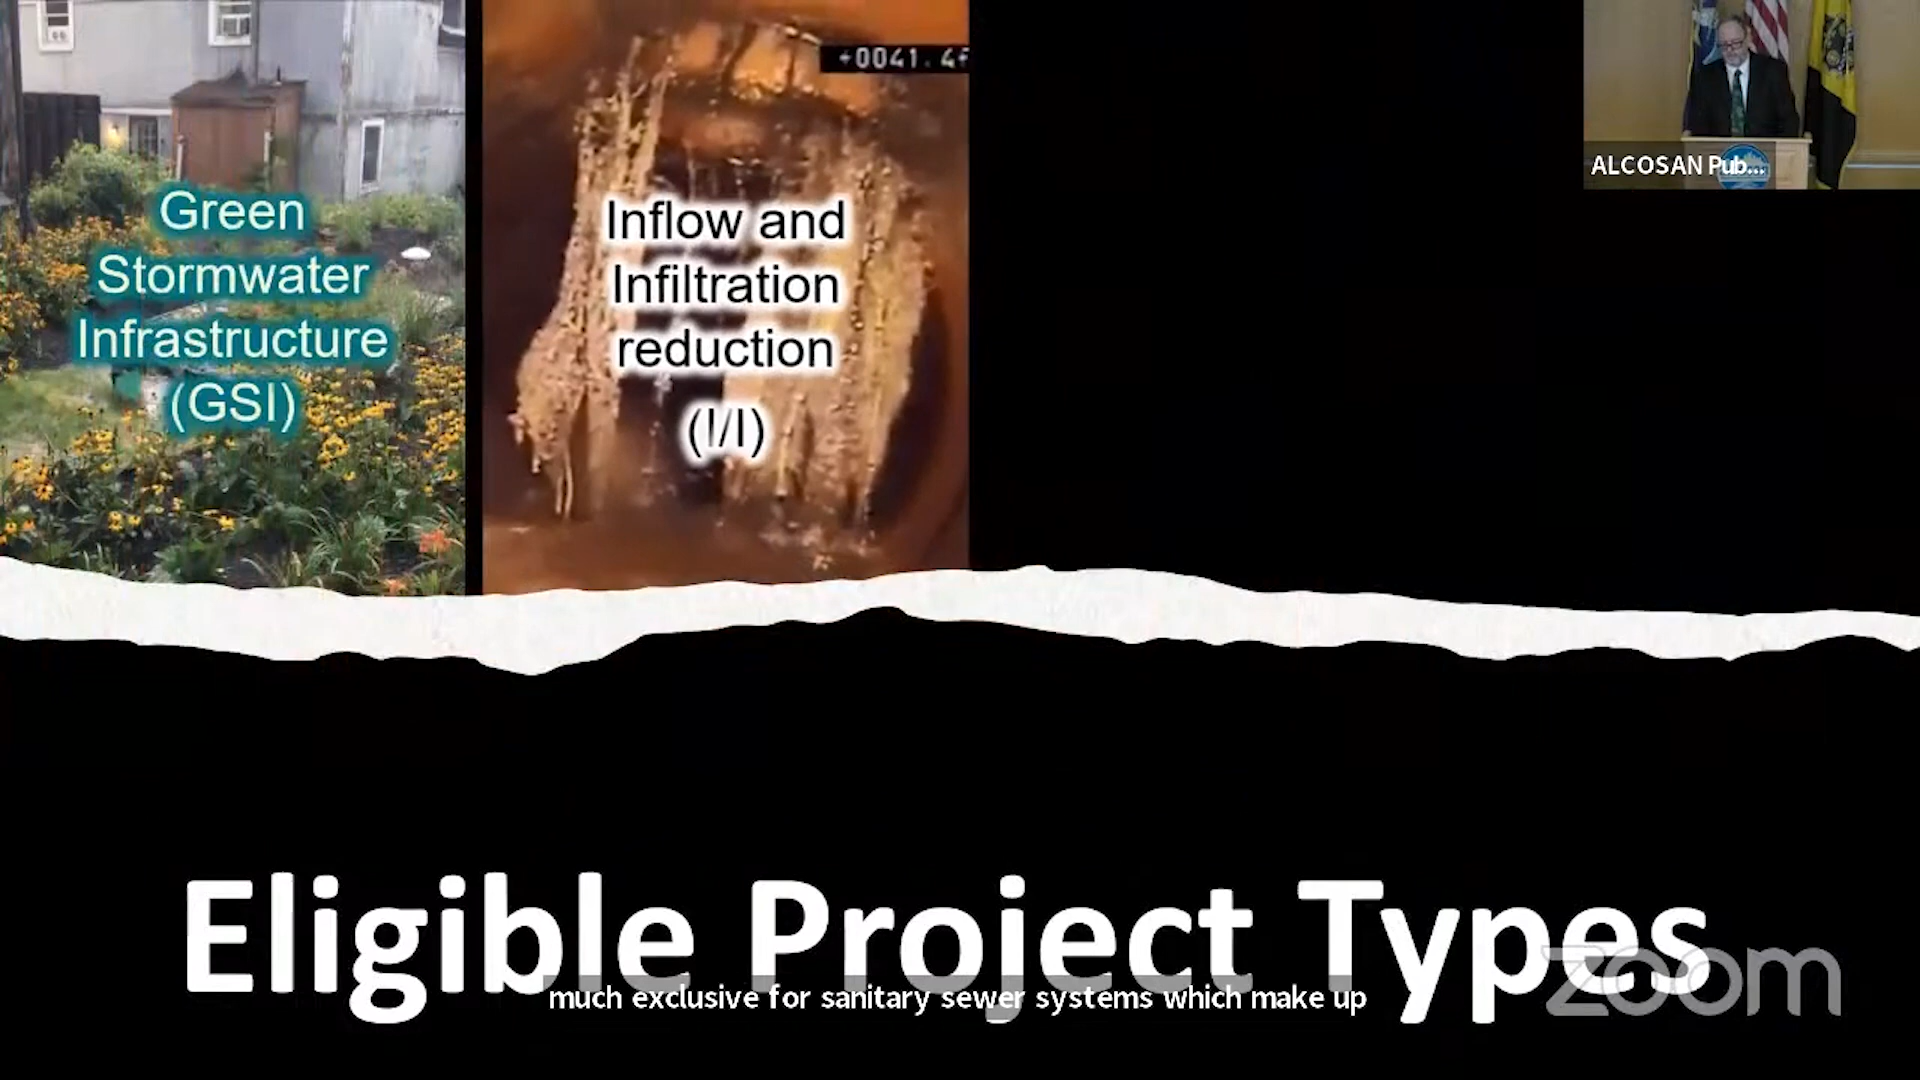 +0041.4
ALCOSAN Pub...
Green
Stormwater
Infrastructure
(GSI)
Inflow and
Infiltration
reduction
(I/I)
Eligible Project Types
much exclusive for sanitary sewer systems which make up
zoom